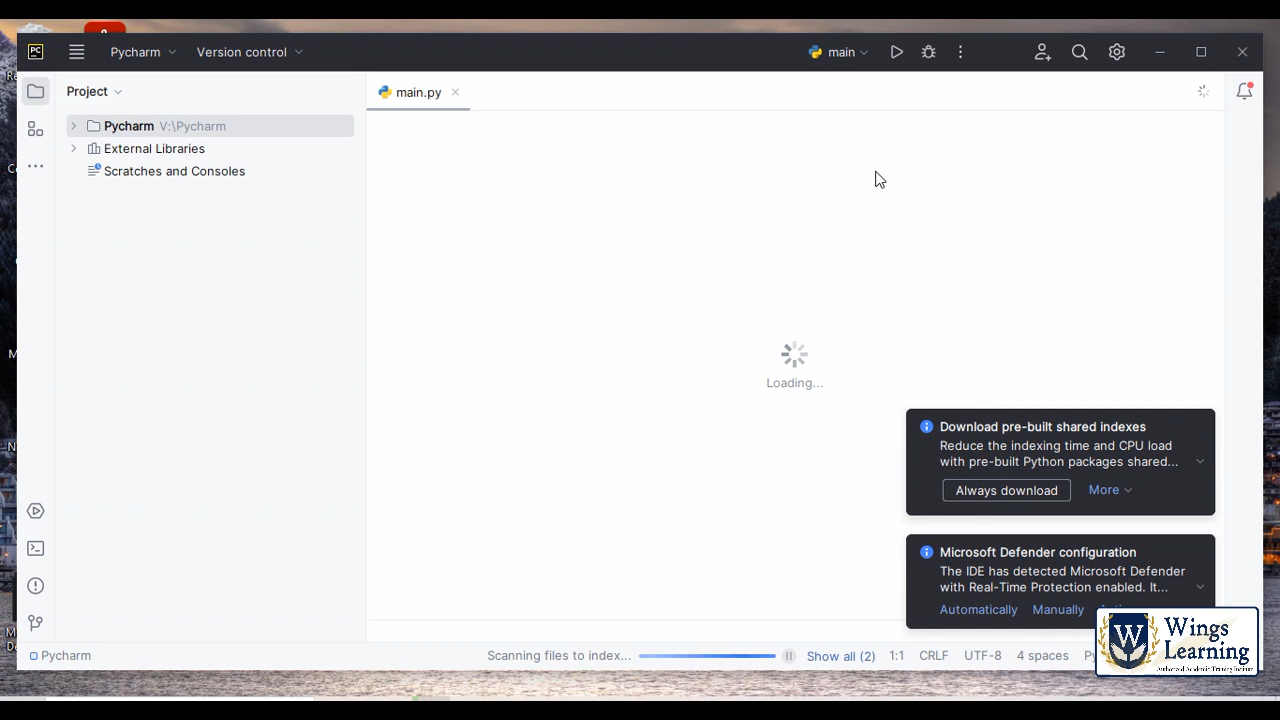 PC
Pycharm
Version control
main
Project
main.py
Pycharm V:\Pycharm
External Libraries
Scratches and Consoles
Loading...
Download pre-built shared indexes
Reduce the indexing time and CPU load
with pre-built Python packages shared...
Always download
More
Microsoft Defender configuration
The IDE has detected Microsoft Defender
with Real-Time Protection enabled. It...
Automatically
Manually
Pycharm
Scanning files to index...
Show all (2)
1:1
CRLF
UTF-8
4 spaces
W
Wings
Learning